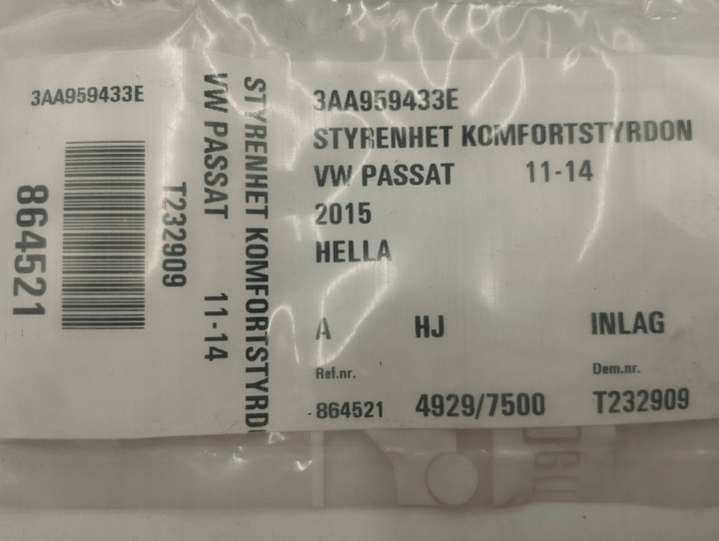 3AA959433E
864521
T232909
VW PASSAT 11-14
STYRENHET KOMFORTSTYRD
3AA959433E
STYRENHET KOMFORTSTYRDON
VW PASSAT 11-14
2015
HELLA
A HJ INLAG
Ref.nr. Dem.nr.
864521 4929/7500 T232909